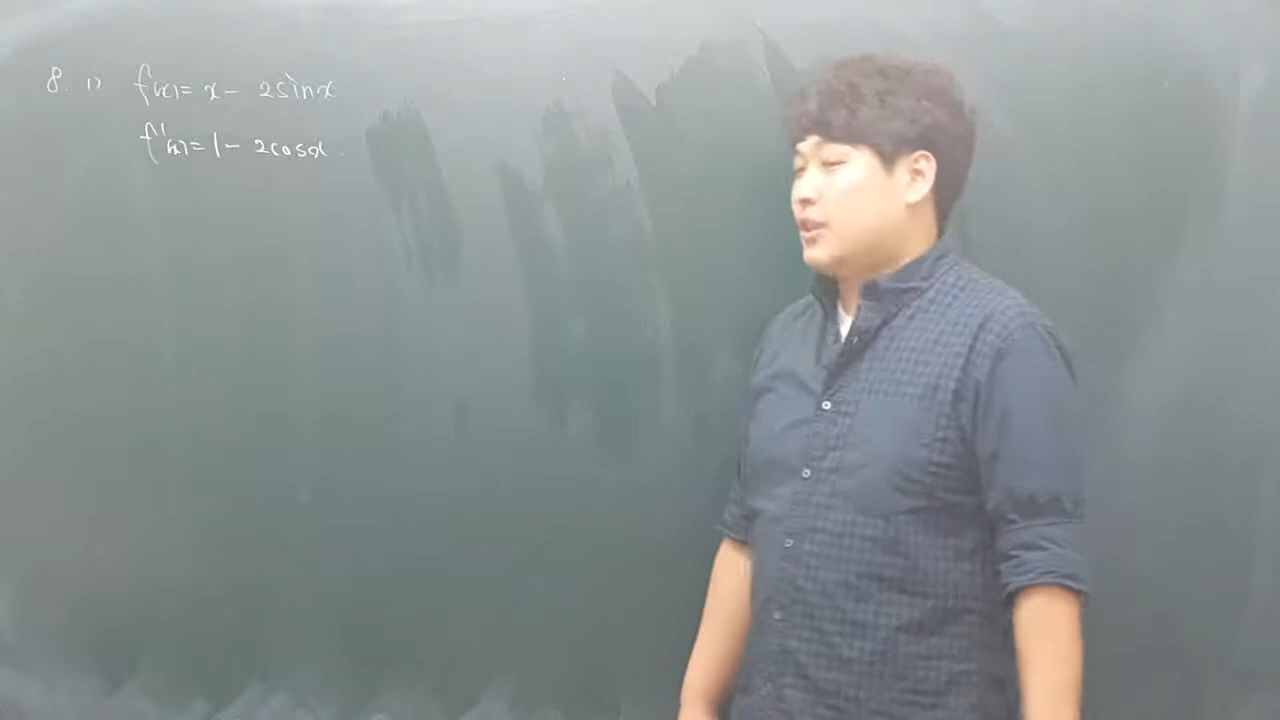 8. 1) f(x)= x- 2sinx
f'(x)= 1- 2cosx.